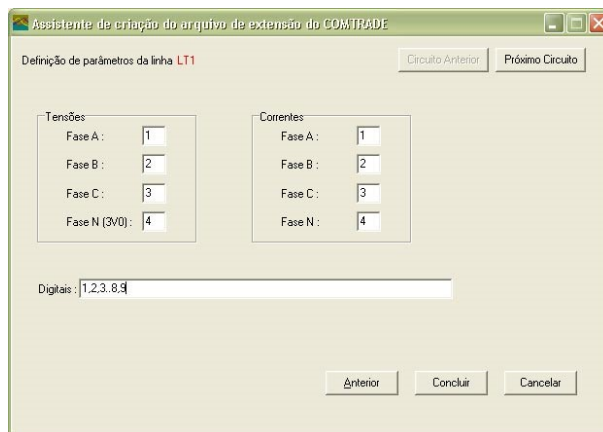 Assistente de criação do arquivo de extensão do COMTRADE
Definição de parâmetros da linha LT1
Circuito Anterior
Próximo Circuito
Tensões
Fase A : 1
Fase B : 2
Fase C : 3
Fase N (3V0) : 4
Correntes
Fase A : 1
Fase B : 2
Fase C : 3
Fase N : 4
Digitais : 1,2,3..8,9
Anterior
Concluir
Cancelar